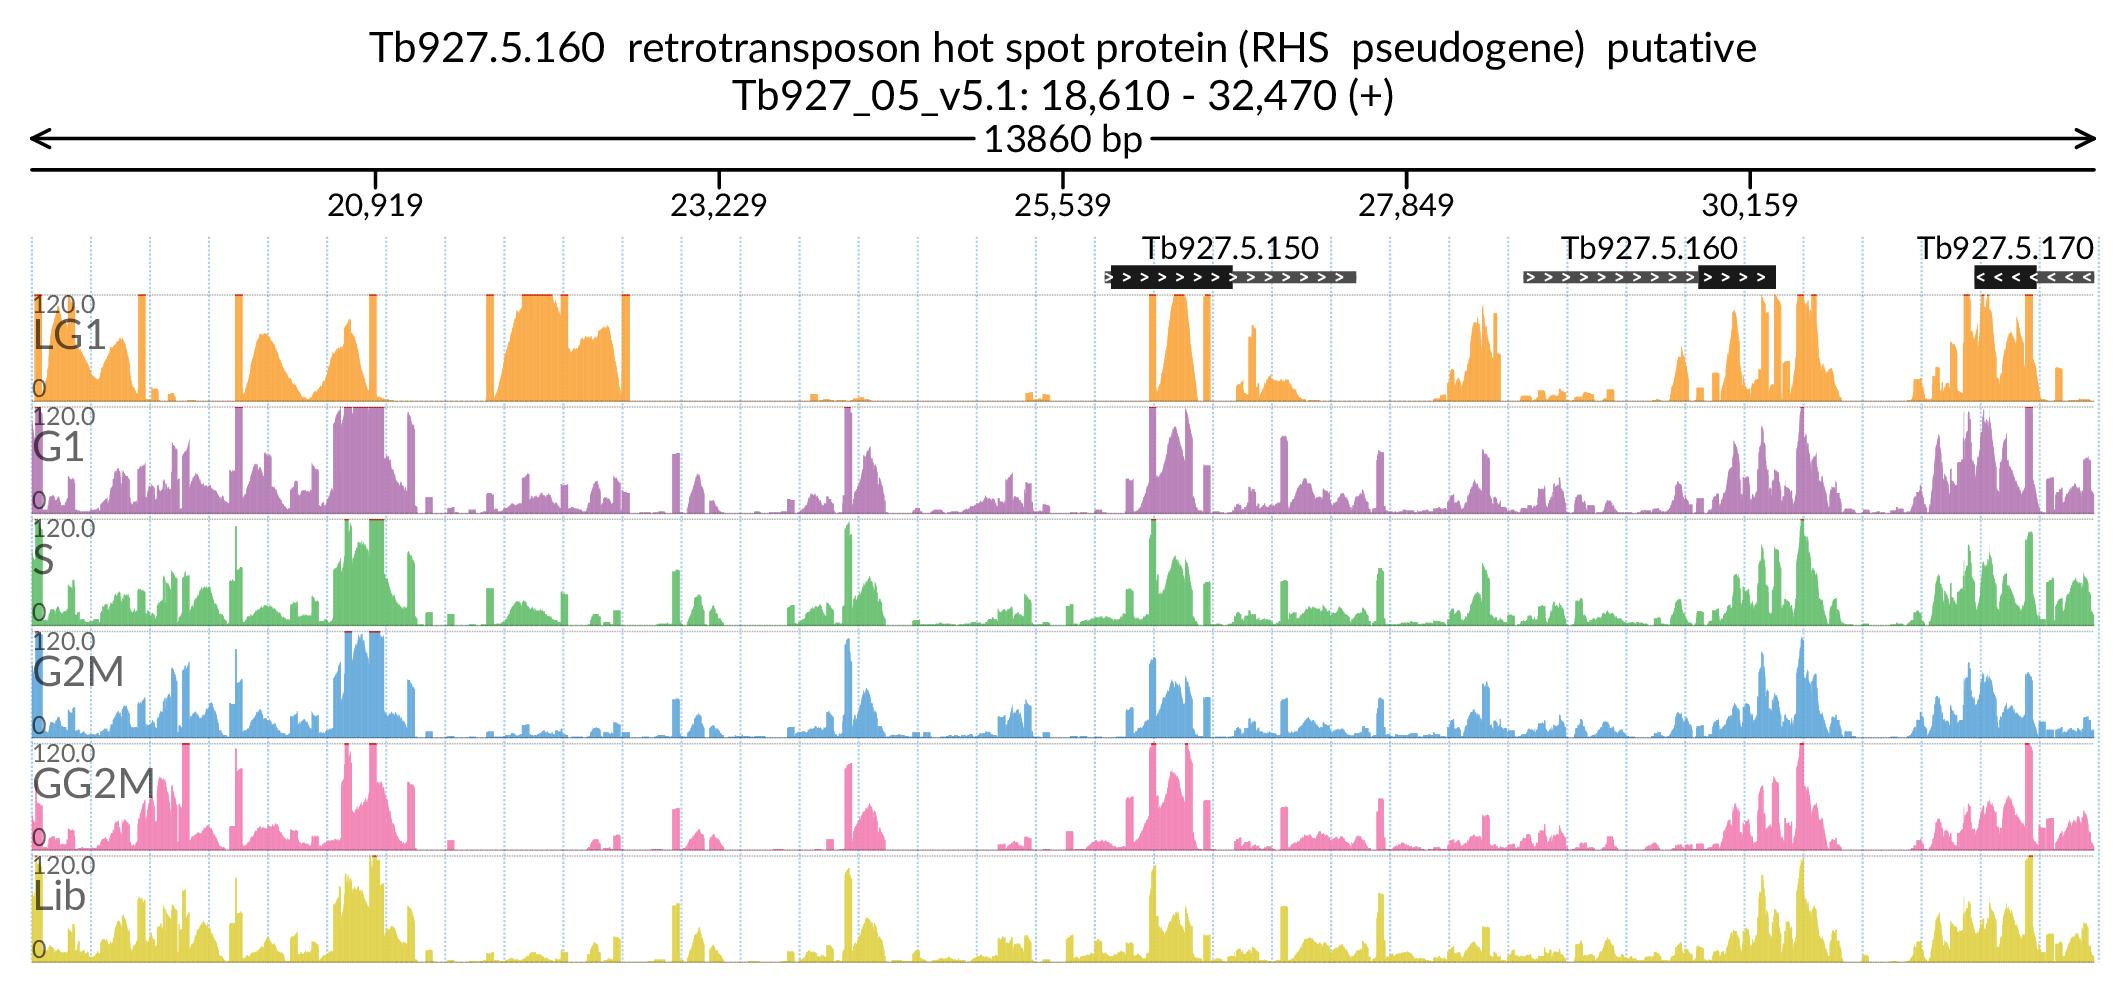 Tb927.5.160  retrotransposon hot spot protein (RHS  pseudogene)  putative
Tb927_05_v5.1: 18,610 - 32,470 (+)
13860 bp
20,919 23,229 25,539 27,849 30,159
Tb927.5.150 Tb927.5.160 Tb927.5.170
120.0
LG1
0
120.0
G1
0
120.0
S
0
120.0
G2M
0
120.0
GG2M
0
120.0
Lib
0